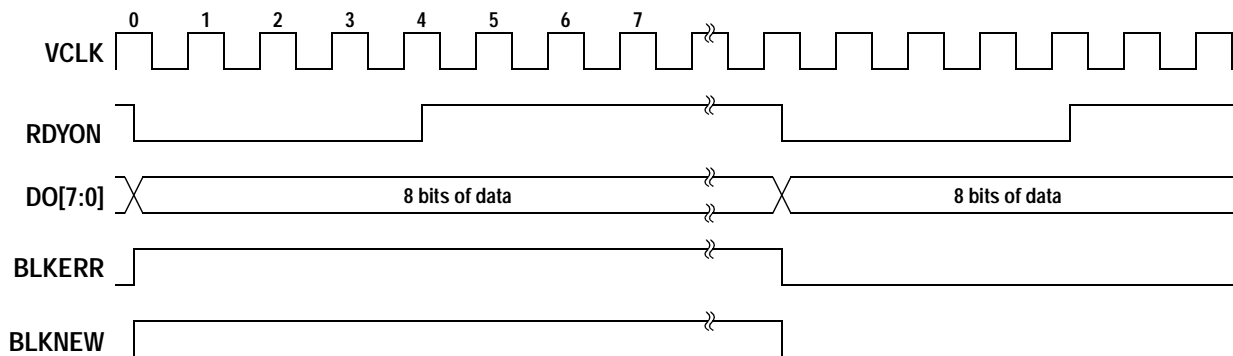 0 1 2 3 4 5 6 7
VCLK
RDYON
DO[7:0] 8 bits of data 8 bits of data
BLKERR
BLKNEW